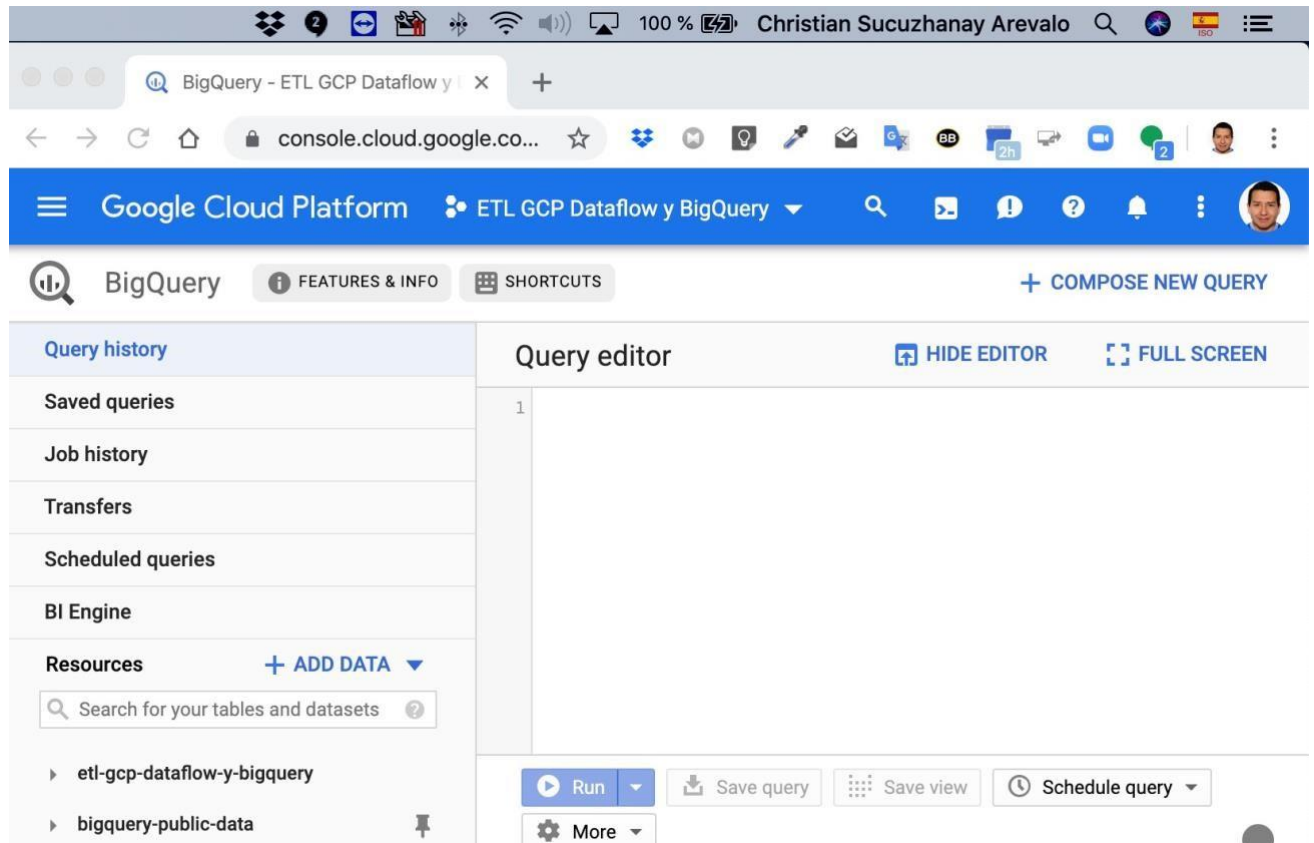 2 100 % Christian Sucuzhanay Arevalo ISO
BigQuery - ETL GCP Dataflow y
console.cloud.google.co... BB 2h 2
Google Cloud Platform ETL GCP Dataflow y BigQuery
BigQuery FEATURES & INFO SHORTCUTS + COMPOSE NEW QUERY
Query history
Saved queries
Job history
Transfers
Scheduled queries
BI Engine
Resources + ADD DATA
Search for your tables and datasets
etl-gcp-dataflow-y-bigquery
bigquery-public-data
Query editor HIDE EDITOR FULL SCREEN
1
Run Save query Save view Schedule query
More